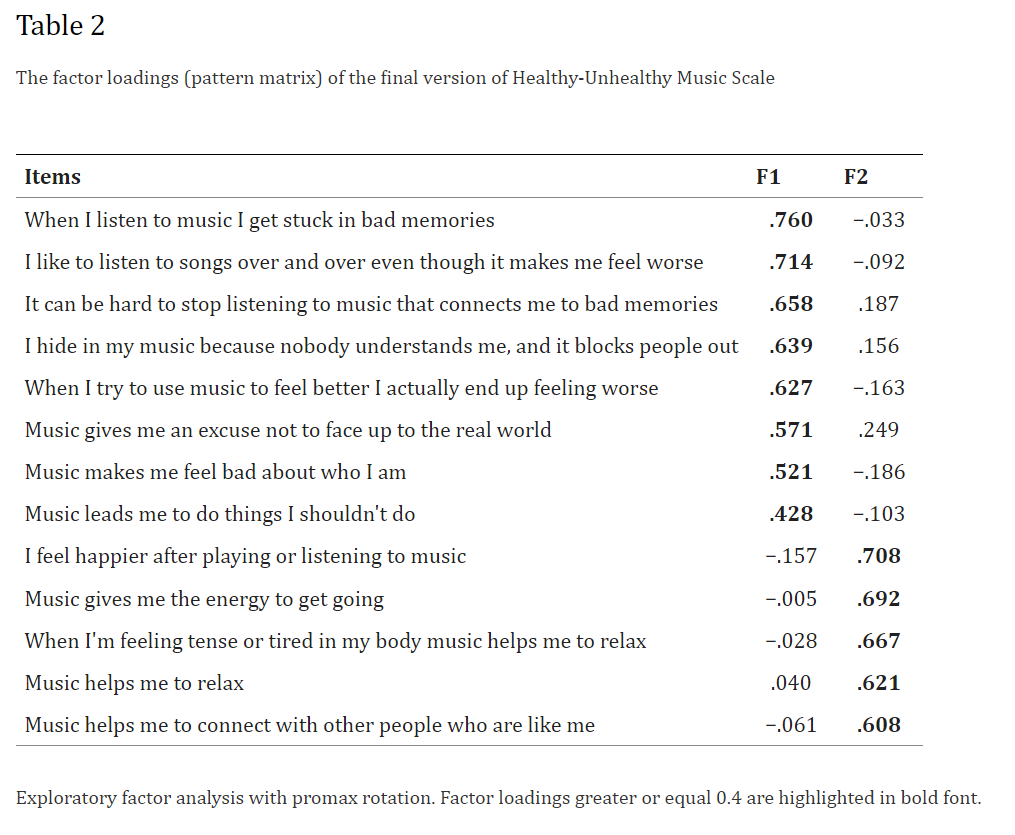 Table 2
The factor loadings (pattern matrix) of the final version of Healthy-Unhealthy Music Scale
Items F1 F2
When I listen to music I get stuck in bad memories .760 −.033
I like to listen to songs over and over even though it makes me feel worse .714 −.092
It can be hard to stop listening to music that connects me to bad memories .658 .187
I hide in my music because nobody understands me, and it blocks people out .639 .156
When I try to use music to feel better I actually end up feeling worse .627 −.163
Music gives me an excuse not to face up to the real world .571 .249
Music makes me feel bad about who I am .521 −.186
Music leads me to do things I shouldn't do .428 −.103
I feel happier after playing or listening to music −.157 .708
Music gives me the energy to get going −.005 .692
When I'm feeling tense or tired in my body music helps me to relax −.028 .667
Music helps me to relax .040 .621
Music helps me to connect with other people who are like me −.061 .608
Exploratory factor analysis with promax rotation. Factor loadings greater or equal 0.4 are highlighted in bold font.